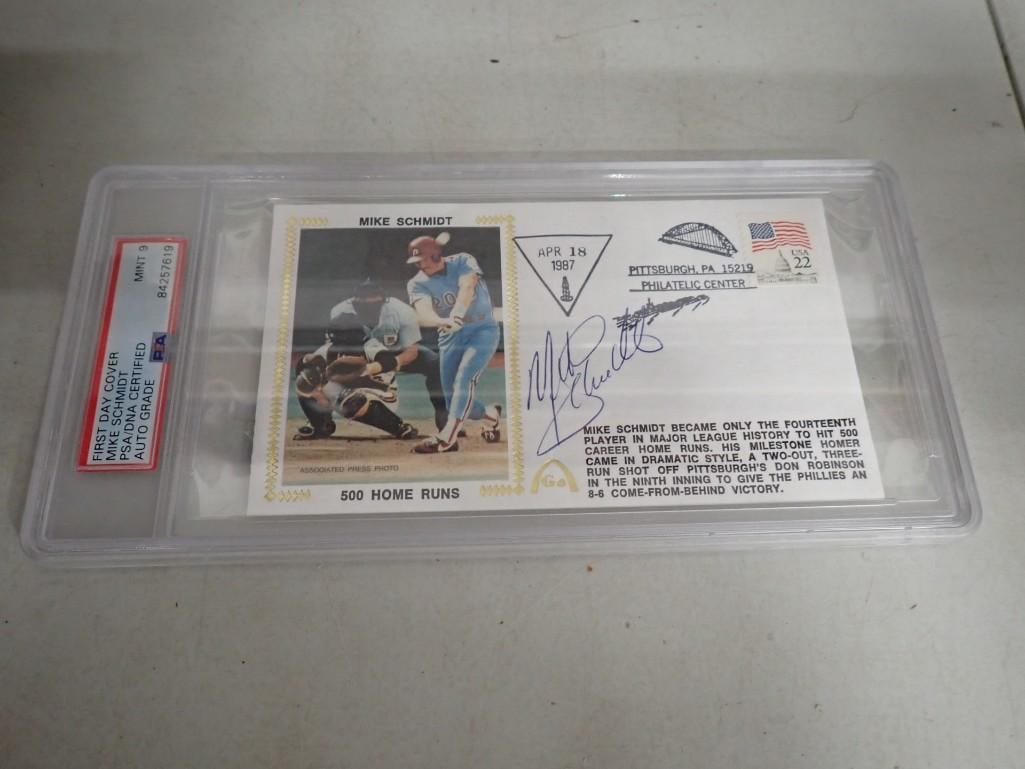 FIRST DAY COVER
MINT 9
MIKE SCHMIDT
84257619
PSA/DNA CERTIFIED
AUTO GRADE
PSA
MIKE SCHMIDT
ASSOCIATED PRESS PHOTO
500 HOME RUNS
APR 18
1987
PITTSBURGH, PA 15219
PHILATELIC CENTER
USA
22
Mike Schmidt
MIKE SCHMIDT BECAME ONLY THE FOURTEENTH
PLAYER IN MAJOR LEAGUE HISTORY TO HIT 500
CAREER HOME RUNS. HIS MILESTONE HOMER
CAME IN DRAMATIC STYLE, A TWO-OUT, THREE-
RUN SHOT OFF PITTSBURGH'S DON ROBINSON
IN THE NINTH INNING TO GIVE THE PHILLIES AN
8-6 COME-FROM-BEHIND VICTORY.